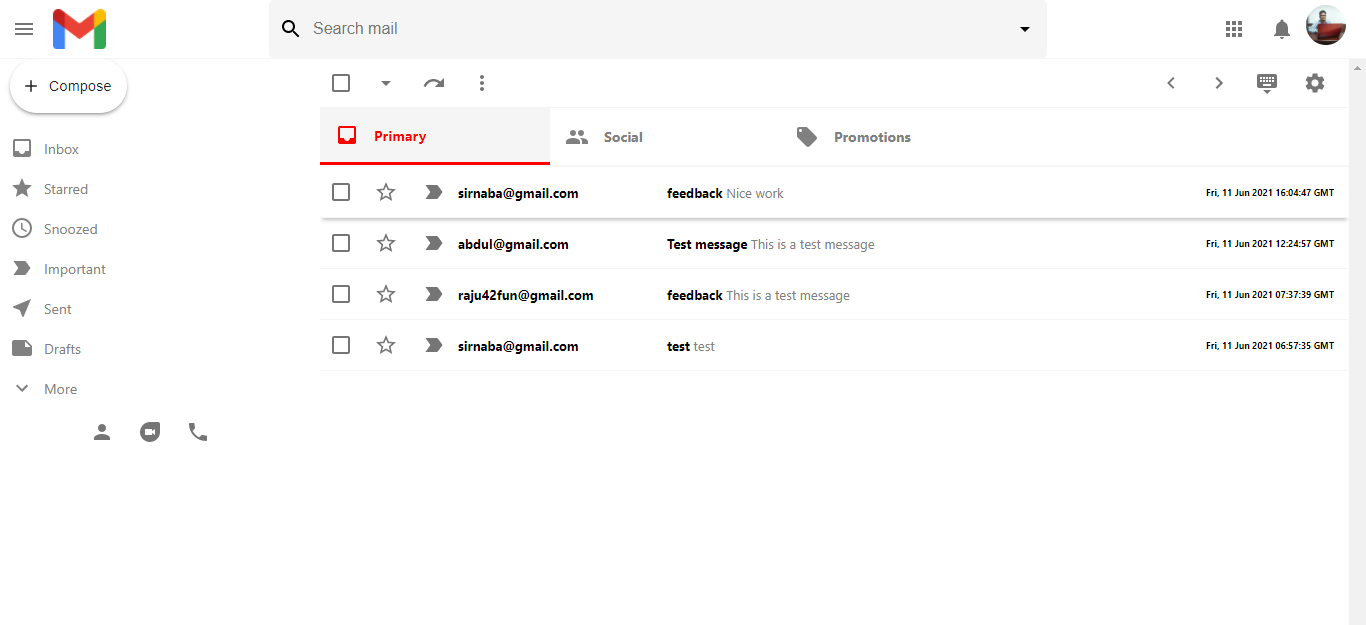 Search mail
Compose
Inbox
Starred
Snoozed
Important
Sent
Drafts
More
Primary Social Promotions
sirnaba@gmail.com feedback Nice work Fri, 11 Jun 2021 16:04:47 GMT
abdul@gmail.com Test message This is a test message Fri, 11 Jun 2021 12:24:57 GMT
raju42fun@gmail.com feedback This is a test message Fri, 11 Jun 2021 07:37:39 GMT
sirnaba@gmail.com test test Fri, 11 Jun 2021 06:57:35 GMT